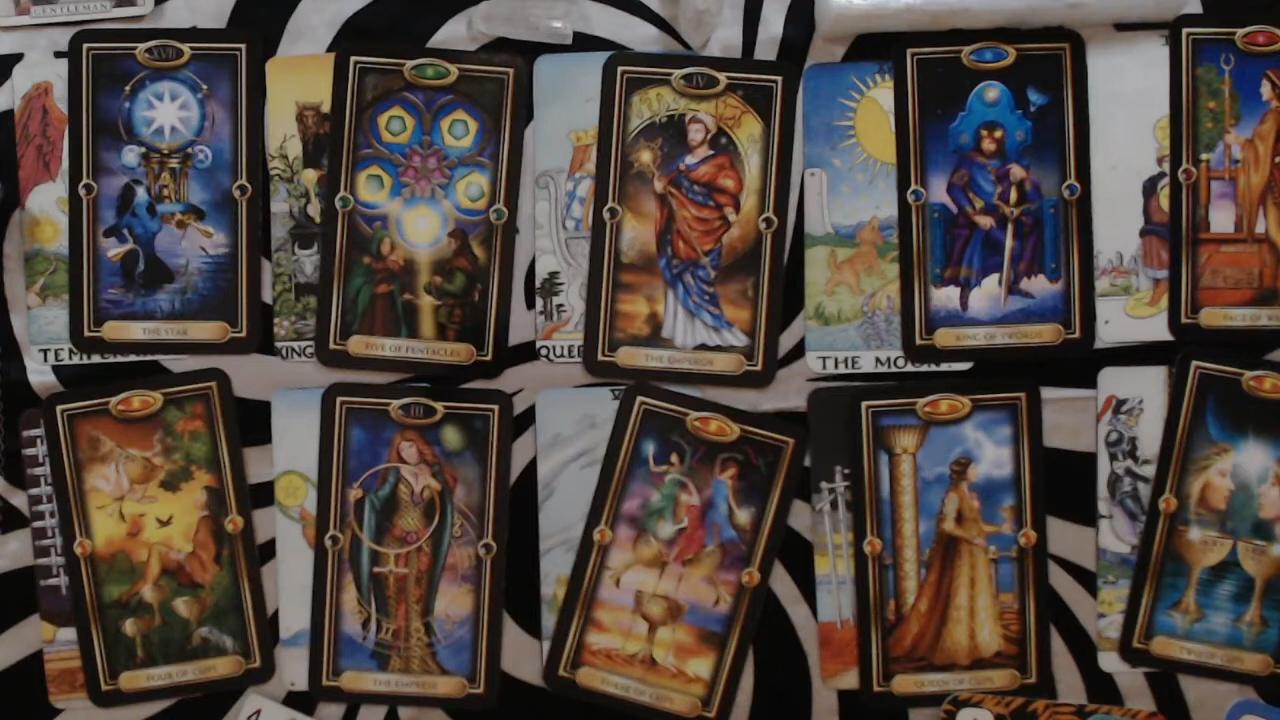 GENTLEMAN
XVII
THE STAR
FIVE OF PENTACLES
IV
THE EMPEROR
KING OF SWORDS
PAGE OF
TEMPERA
KING
QUEE
THE MOON.
III
FOUR OF CUPS
THE EMPRESS
THREE OF CUPS
QUEEN OF CUPS
TWO OF CUPS